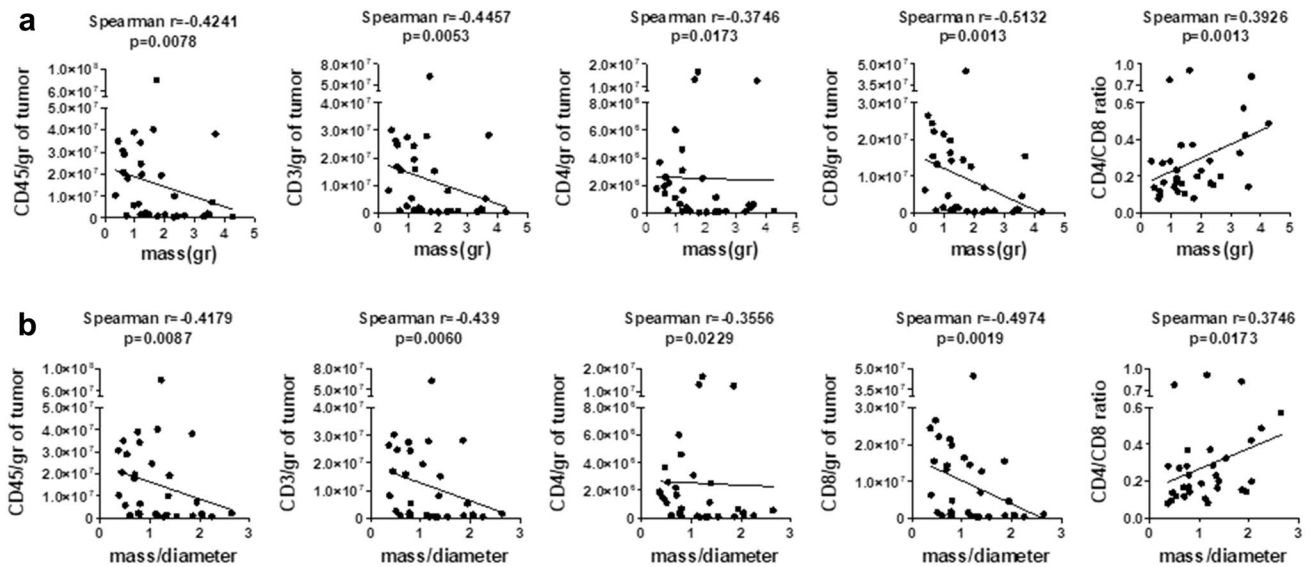 a
Spearman r=-0.4241
p=0.0078
CD45/gr of tumor
1.0×10⁸
7.0×10⁷
5.0×10⁷
4.0×10⁷
3.0×10⁷
2.0×10⁷
1.0×10⁷
0
0 1 2 3 4 5
mass(gr)
Spearman r=-0.4457
p=0.0053
CD3/gr of tumor
8.0×10⁷
5.0×10⁷
4.0×10⁷
3.0×10⁷
2.0×10⁷
1.0×10⁷
0
0 1 2 3 4 5
mass(gr)
Spearman r=-0.3746
p=0.0173
CD4/gr of tumor
2.0×10⁷
1.0×10⁷
8.0×10⁶
6.0×10⁶
4.0×10⁶
2.0×10⁶
0
0 1 2 3 4 5
mass(gr)
Spearman r=-0.5132
p=0.0013
CD8/gr of tumor
5.0×10⁷
4.0×10⁷
3.0×10⁷
2.0×10⁷
1.0×10⁷
0
0 1 2 3 4 5
mass(gr)
Spearman r=0.3926
p=0.0013
CD4/CD8 ratio
1.0
0.7
0.6
0.4
0.2
0.0
0 1 2 3 4 5
mass(gr)
b
Spearman r=-0.4179
p=0.0087
CD45/gr of tumor
1.0×10⁸
7.0×10⁷
5.0×10⁷
4.0×10⁷
3.0×10⁷
2.0×10⁷
1.0×10⁷
0
0 1 2 3
mass/diameter
Spearman r=-0.439
p=0.0060
CD3/gr of tumor
8.0×10⁷
5.0×10⁷
4.0×10⁷
3.0×10⁷
2.0×10⁷
1.0×10⁷
0
0 1 2 3
mass/diameter
Spearman r=-0.3556
p=0.0229
CD4/gr of tumor
2.0×10⁷
1.0×10⁷
8.0×10⁶
6.0×10⁶
4.0×10⁶
2.0×10⁶
0
0 1 2 3
mass/diameter
Spearman r=-0.4974
p=0.0019
CD8/gr of tumor
5.0×10⁷
4.0×10⁷
3.0×10⁷
2.0×10⁷
1.0×10⁷
0
0 1 2 3
mass/diameter
Spearman r=0.3746
p=0.0173
CD4/CD8 ratio
1.0
0.7
0.6
0.4
0.2
0.0
0 1 2 3
mass/diameter